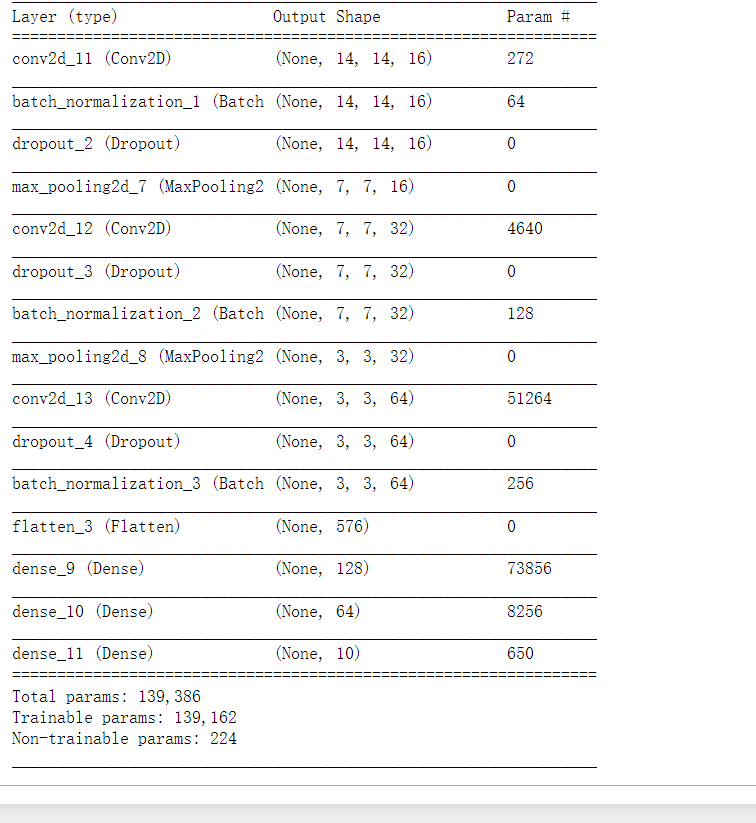 Layer (type) Output Shape Param #
=================================================================
conv2d_11 (Conv2D) (None, 14, 14, 16) 272
_________________________________________________________________
batch_normalization_1 (Batch (None, 14, 14, 16) 64
_________________________________________________________________
dropout_2 (Dropout) (None, 14, 14, 16) 0
_________________________________________________________________
max_pooling2d_7 (MaxPooling2 (None, 7, 7, 16) 0
_________________________________________________________________
conv2d_12 (Conv2D) (None, 7, 7, 32) 4640
_________________________________________________________________
dropout_3 (Dropout) (None, 7, 7, 32) 0
_________________________________________________________________
batch_normalization_2 (Batch (None, 7, 7, 32) 128
_________________________________________________________________
max_pooling2d_8 (MaxPooling2 (None, 3, 3, 32) 0
_________________________________________________________________
conv2d_13 (Conv2D) (None, 3, 3, 64) 51264
_________________________________________________________________
dropout_4 (Dropout) (None, 3, 3, 64) 0
_________________________________________________________________
batch_normalization_3 (Batch (None, 3, 3, 64) 256
_________________________________________________________________
flatten_3 (Flatten) (None, 576) 0
_________________________________________________________________
dense_9 (Dense) (None, 128) 73856
_________________________________________________________________
dense_10 (Dense) (None, 64) 8256
_________________________________________________________________
dense_11 (Dense) (None, 10) 650
=================================================================
Total params: 139,386
Trainable params: 139,162
Non-trainable params: 224
_________________________________________________________________